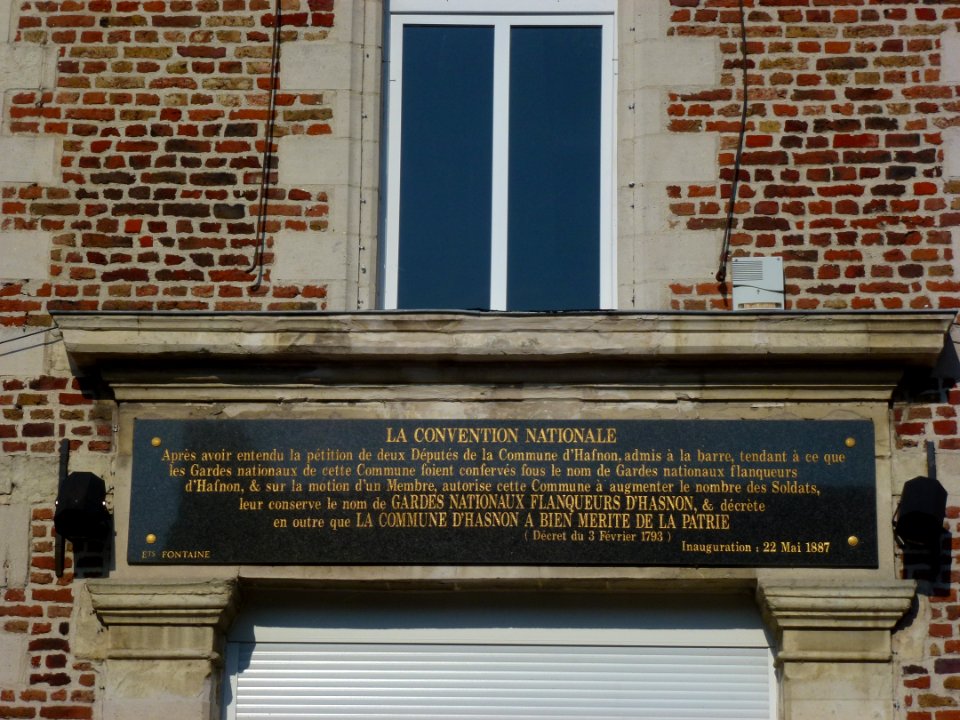 LA CONVENTION NATIONALE
Après avoir entendu la pétition de deux Députés de la Commune d'Hafnon, admis à la barre, tendant à ce que
les Gardes nationaux de cette Commune foient confervés fous le nom de Gardes nationaux flanqueurs
d'Hafnon, & sur la motion d'un Membre, autorise cette Commune à augmenter le nombre des Soldats,
leur conserve le nom de GARDES NATIONAUX FLANQUEURS D'HASNON, & décrète
en outre que LA COMMUNE D'HASNON A BIEN MERITE DE LA PATRIE
( Décret du 3 Février 1793 )
Inauguration : 22 Mai 1887
Ets FONTAINE